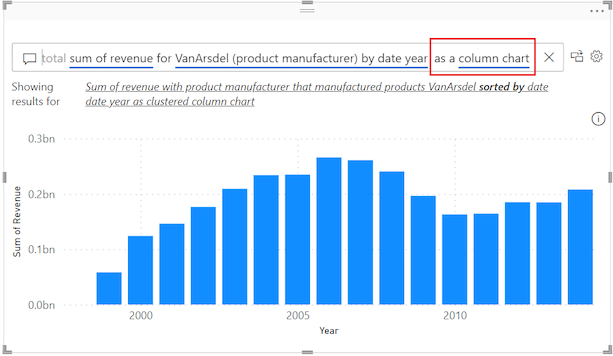 total sum of revenue for VanArsdel (product manufacturer) by date year as a column chart
Showing
results for
Sum of revenue with product manufacturer that manufactured products VanArsdel sorted by date
date year as clustered column chart
0.3bn
0.2bn
0.1bn
0.0bn
Sum of Revenue
2000
2005
2010
Year